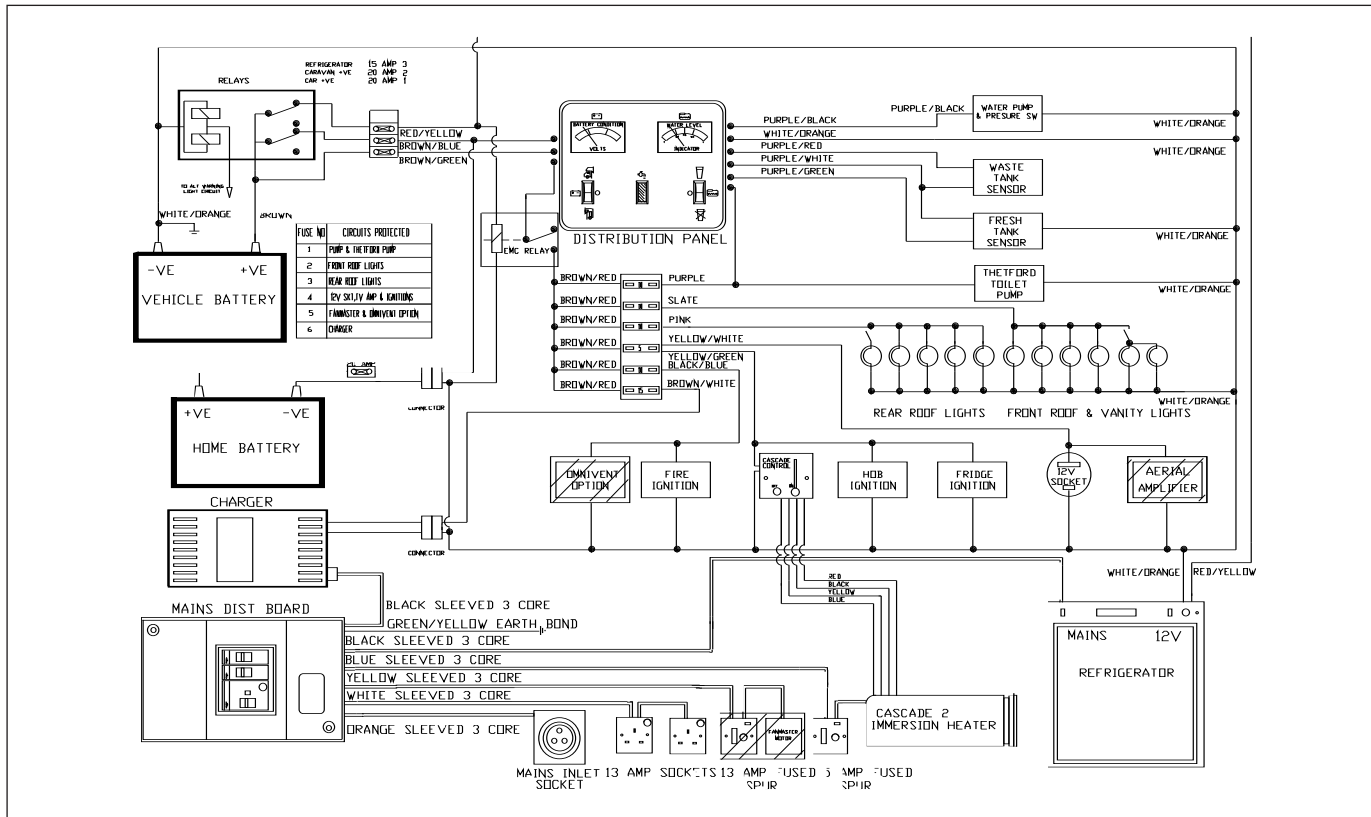 REFRIGERATOR 15 AMP 3
CARAVAN +VE 20 AMP 2
CAR +VE 20 AMP 1
RELAYS
RED/YELLOW
BROWN/BLUE
BROWN/GREEN
TO ALT WARNING
LIGHT CIRCUIT
WHITE/ORANGE
BROWN
-VE +VE
VEHICLE BATTERY
FUSE NO CIRCUITS PROTECTED
1 PUMP & THETFORD PUMP
2 FRONT ROOF LIGHTS
3 REAR ROOF LIGHTS
4 12V SKT,TV AMP & IGNITIONS
5 FANMASTER & OMNIVENT OPTION
6 CHARGER
BATTERY CONDITION
VOLTS
WATER LEVEL
INDICATOR
DISTRIBUTION PANEL
EMC RELAY
PURPLE/BLACK
WHITE/ORANGE
PURPLE/RED
PURPLE/WHITE
PURPLE/GREEN
PURPLE/BLACK
WATER PUMP
& PRESURE SW
WHITE/ORANGE
WHITE/ORANGE
WASTE
TANK
SENSOR
FRESH
TANK
SENSOR
WHITE/ORANGE
THETFORD
TOILET
PUMP
WHITE/ORANGE
BROWN/RED PURPLE
BROWN/RED SLATE
BROWN/RED PINK
BROWN/RED 5 YELLOW/WHITE
YELLOW/GREEN
BROWN/RED BLACK/BLUE
BROWN/RED 15 BROWN/WHITE
WHITE/ORANGE
REAR ROOF LIGHTS FRONT ROOF & VANITY LIGHTS
CONNECTOR
+VE -VE
HOME BATTERY
OMNIVENT
OPTION
FIRE
IGNITION
CASCADE
CONTROL
HOB
IGNITION
FRIDGE
IGNITION
12V
SOCKET
AERIAL
AMPLIFIER
CHARGER
CONNECTOR
RED
BLACK
YELLOW
BLUE
WHITE/ORANGE RED/YELLOW
MAINS DIST BOARD
BLACK SLEEVED 3 CORE
GREEN/YELLOW EARTH BOND
BLACK SLEEVED 3 CORE
BLUE SLEEVED 3 CORE
YELLOW SLEEVED 3 CORE
WHITE SLEEVED 3 CORE
ORANGE SLEEVED 3 CORE
MAINS INLET
SOCKET
13 AMP SOCKETS
13 AMP FUSED
SPUR
FANMASTER
MOTOR
5 AMP FUSED
SPUR
CASCADE 2
IMMERSION HEATER
MAINS 12V
REFRIGERATOR